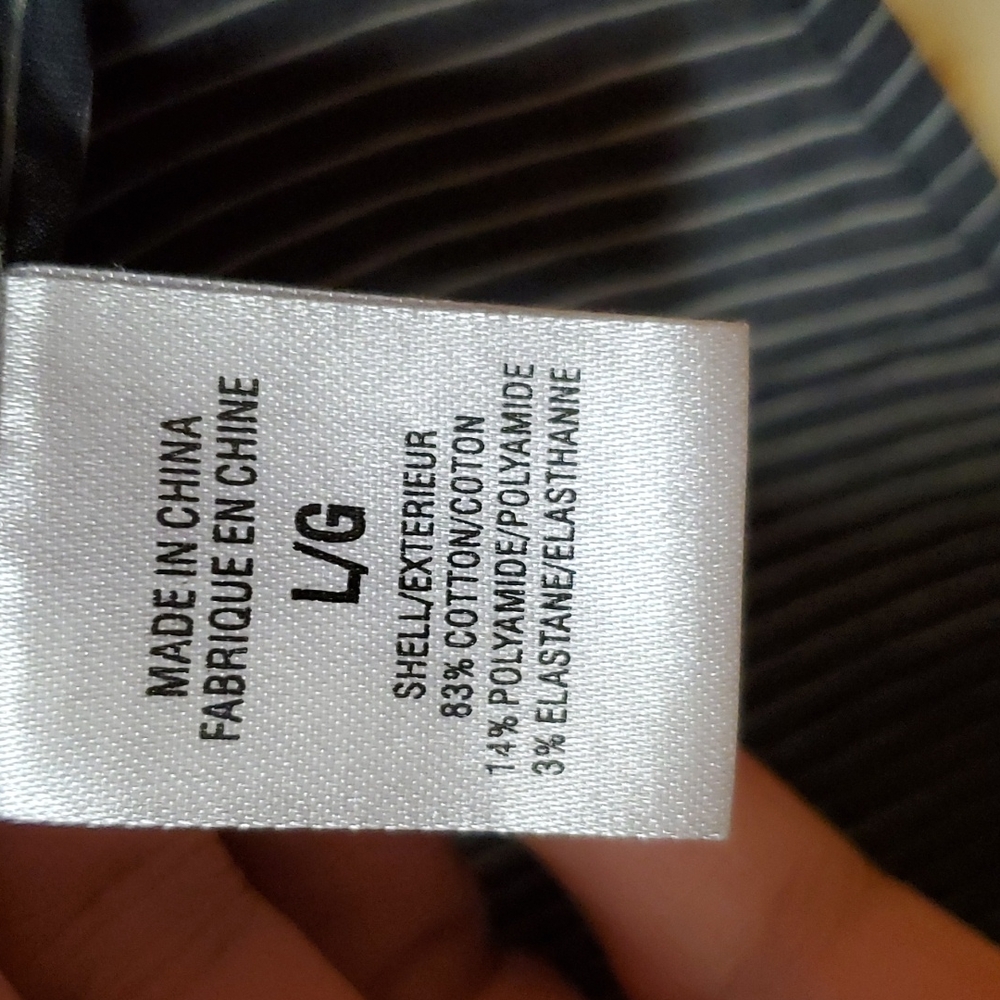 MADE IN CHINA
FABRIQUE EN CHINE
L/G
SHELL/EXTERIEUR
83% COTTON/COTON
14% POLYAMIDE/POLYAMIDE
3% ELASTANE/ELASTHANNE